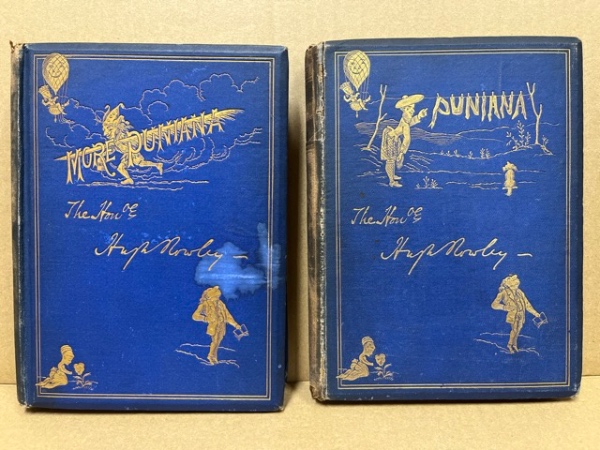 MORE PUNIANA
The Honble
Hugh Rowley
PUNIANA
The Honble
Hugh Rowley